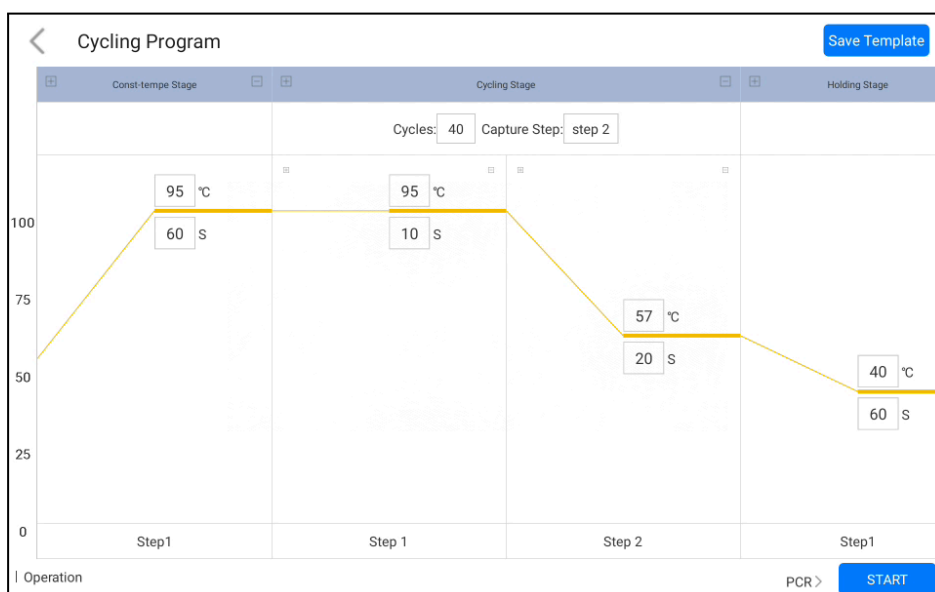 Cycling Program
Save Template
Const-tempe Stage
Cycling Stage
Holding Stage
Cycles: 40 Capture Step: step 2
95 ℃
60 S
95 ℃
10 S
57 ℃
20 S
40 ℃
60 S
100
75
50
25
0
Step1
Step 1
Step 2
Step1
| Operation
PCR >
START